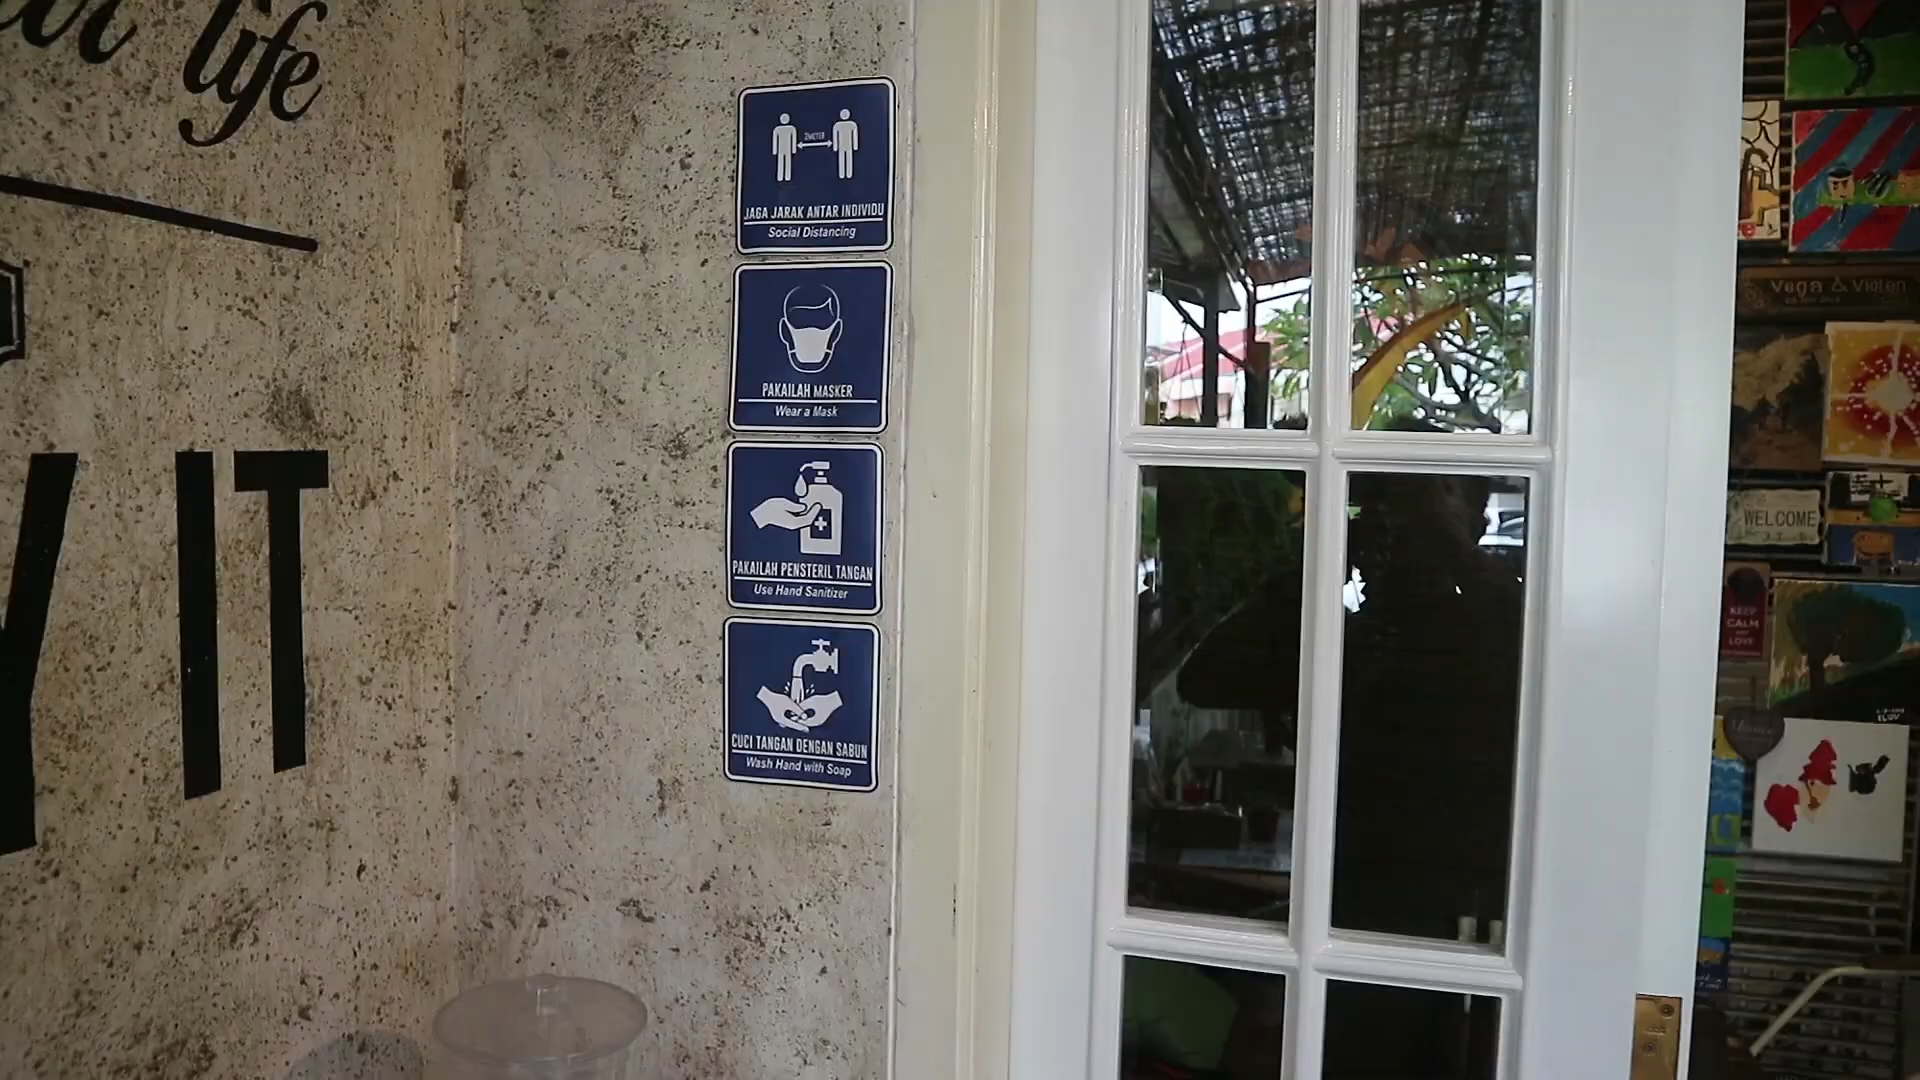 life
IT
2METER
JAGA JARAK ANTAR INDIVIDU
Social Distancing
PAKAILAH MASKER
Wear a Mask
PAKAILAH PENSTERIL TANGAN
Use Hand Sanitizer
CUCI TANGAN DENGAN SABUN
Wash Hand with Soap
Vega & Violen
WELCOME
KEEP
CALM
AND
LOVE